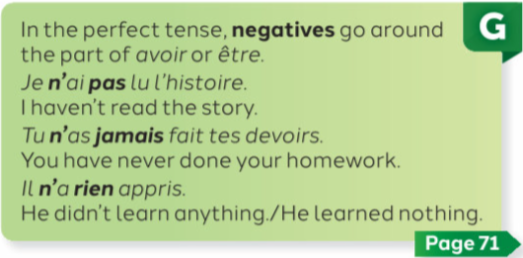 In the perfect tense, negatives go around
the part of avoir or être.
Je n'ai pas lu l'histoire.
I haven't read the story.
Tu n'as jamais fait tes devoirs.
You have never done your homework.
Il n'a rien appris.
He didn't learn anything./He learned nothing.
G
Page 71